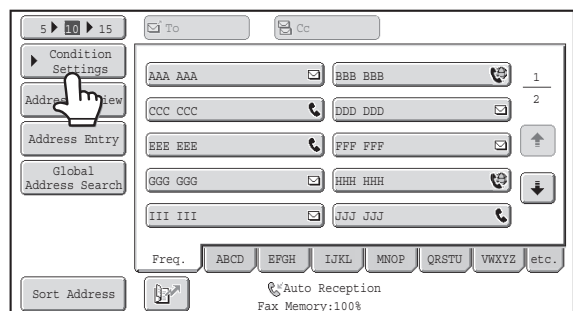 5 10 15
To
Cc
Condition
Settings
AAA AAA
BBB BBB
1
2
CCC CCC
DDD DDD
Address Entry
EEE EEE
FFF FFF
Global
Address Search
GGG GGG
HHH HHH
III III
JJJ JJJ
Freq.
ABCD
EFGH
IJKL
MNOP
QRSTU
VWXYZ
etc.
Sort Address
Auto Reception
Fax Memory:100%